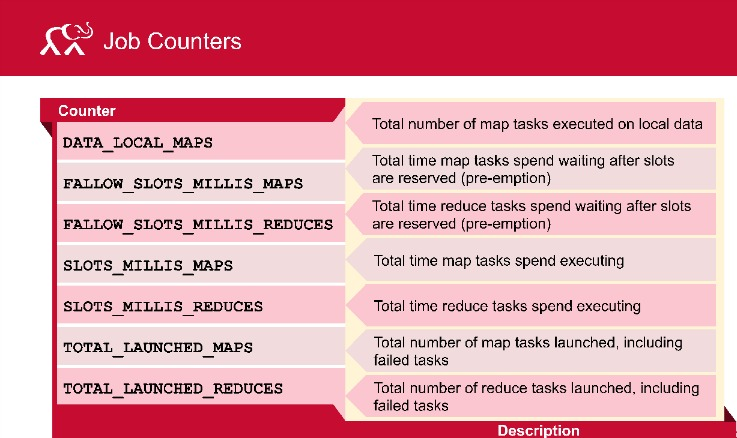 Job Counters
Counter
DATA_LOCAL_MAPS
Total number of map tasks executed on local data
FALLOW_SLOTS_MILLIS_MAPS
Total time map tasks spend waiting after slots
are reserved (pre-emption)
FALLOW_SLOTS_MILLIS_REDUCES
Total time reduce tasks spend waiting after slots
are reserved (pre-emption)
SLOTS_MILLIS_MAPS
Total time map tasks spend executing
SLOTS_MILLIS_REDUCES
Total time reduce tasks spend executing
TOTAL_LAUNCHED_MAPS
Total number of map tasks launched, including
failed tasks
TOTAL_LAUNCHED_REDUCES
Total number of reduce tasks launched, including
failed tasks
Description